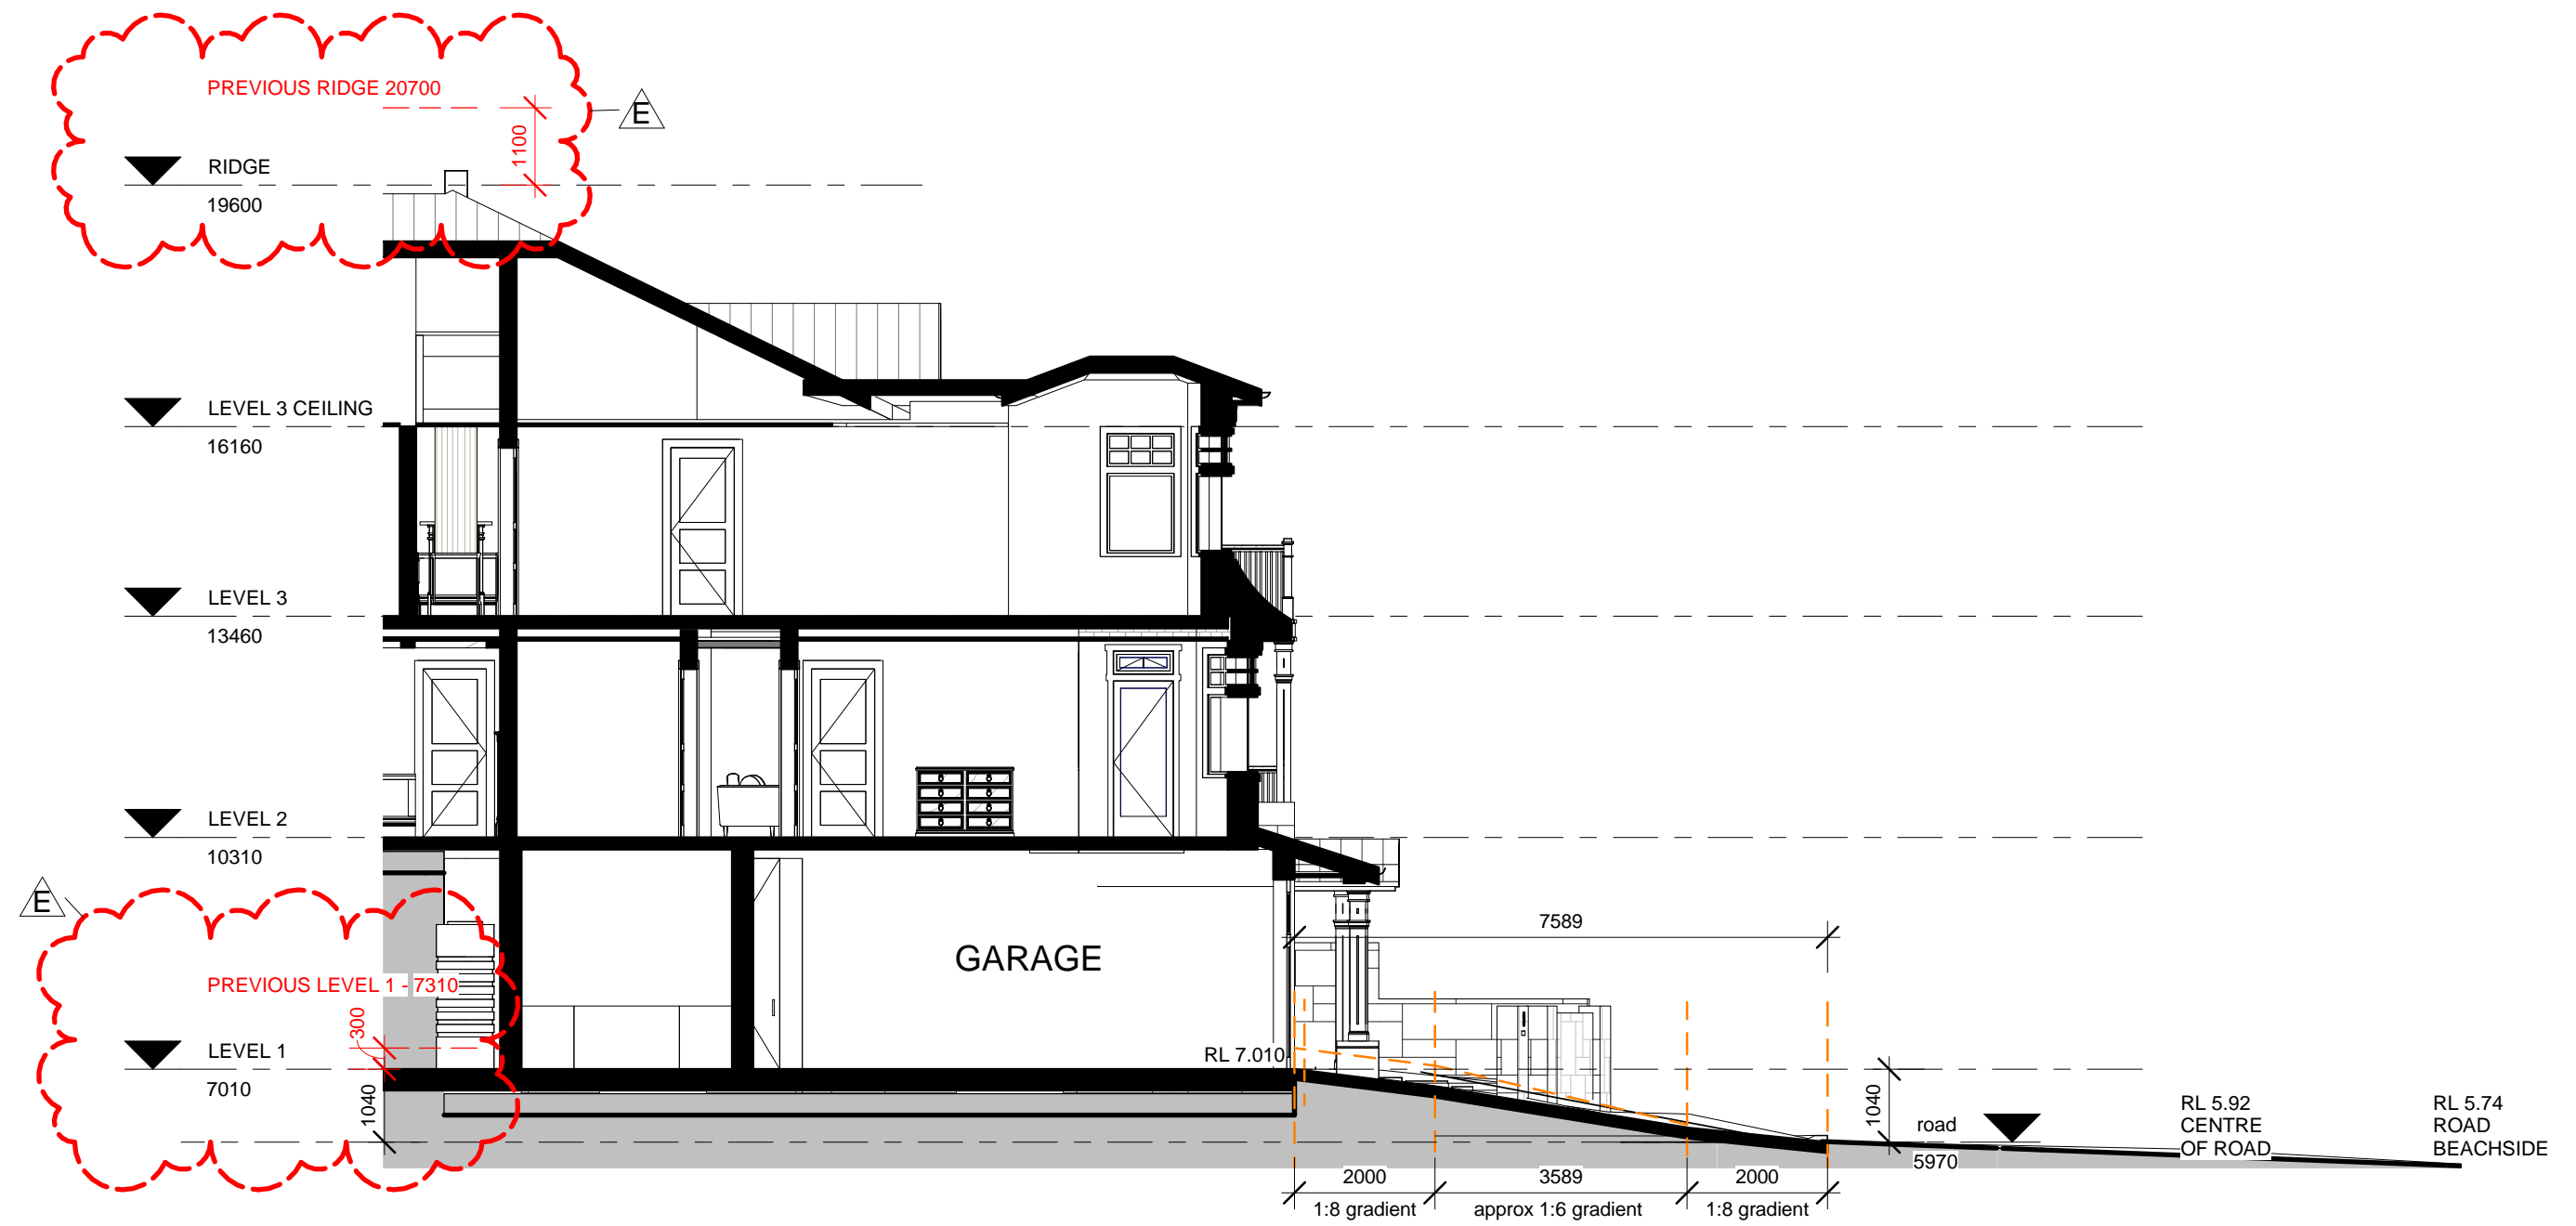 PREVIOUS RIDGE 20700
E
1100
RIDGE
19600
LEVEL 3 CEILING
16160
LEVEL 3
13460
LEVEL 2
10310
E
7589
GARAGE
PREVIOUS LEVEL 1 - 7310
300
LEVEL 1
7010
1040
RL 7.010
1040
road
5970
RL 5.92
CENTRE
OF ROAD
RL 5.74
ROAD
BEACHSIDE
2000
3589
2000
1:8 gradient
approx 1:6 gradient
1:8 gradient